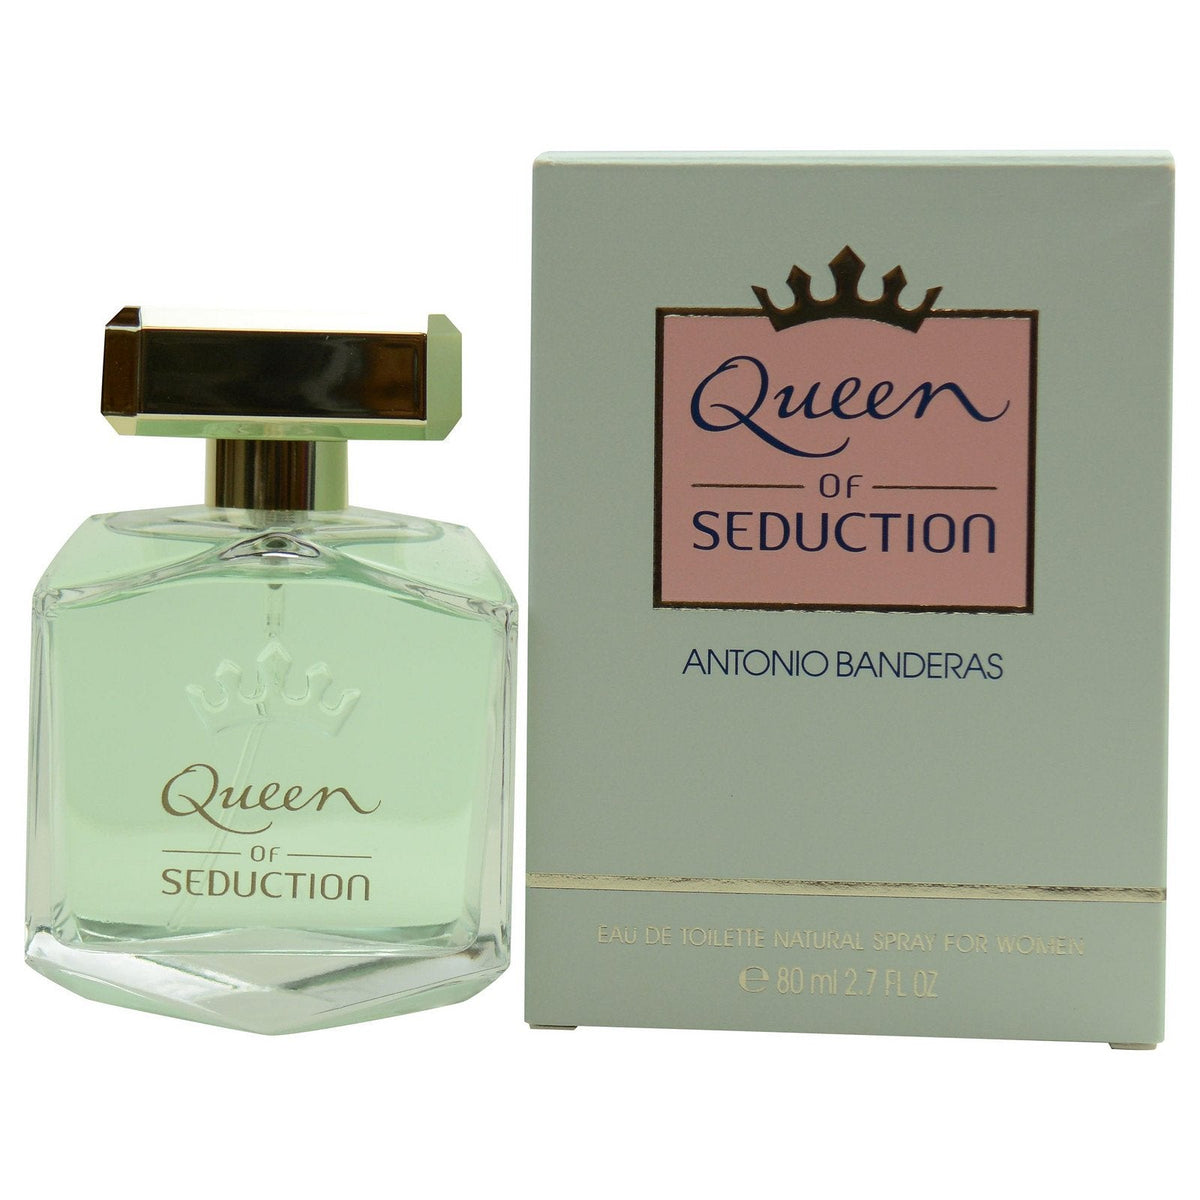 Queen
OF
SEDUCTION
Queen
OF
SEDUCTION
ANTONIO BANDERAS
EAU DE TOILETTE NATURAL SPRAY FOR WOMEN
℮ 80 ml 2.7 FL OZ